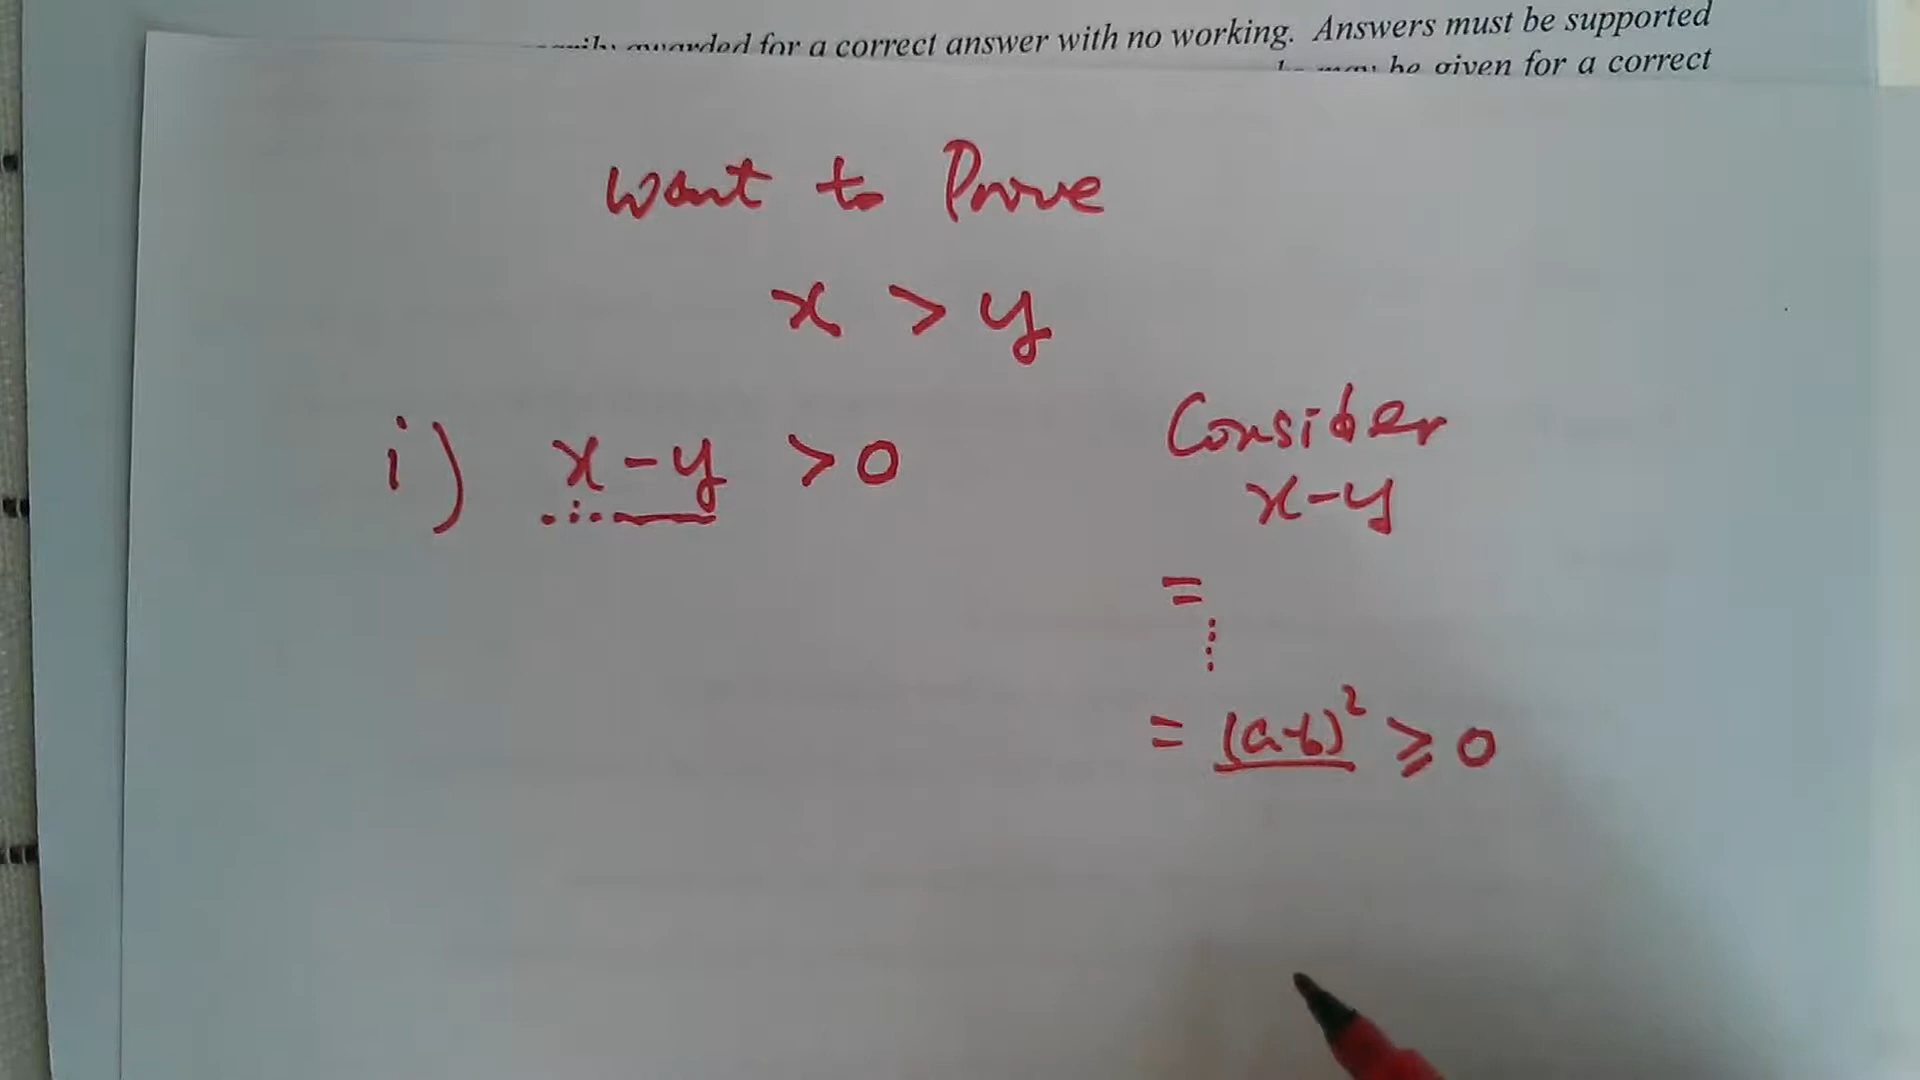 awarded for a correct answer with no working. Answers must be supported
be given for a correct
Want to Prove
x > y
i) x-y > 0
Consider
x-y
=
⋮
= (a-b)² ⩾ 0